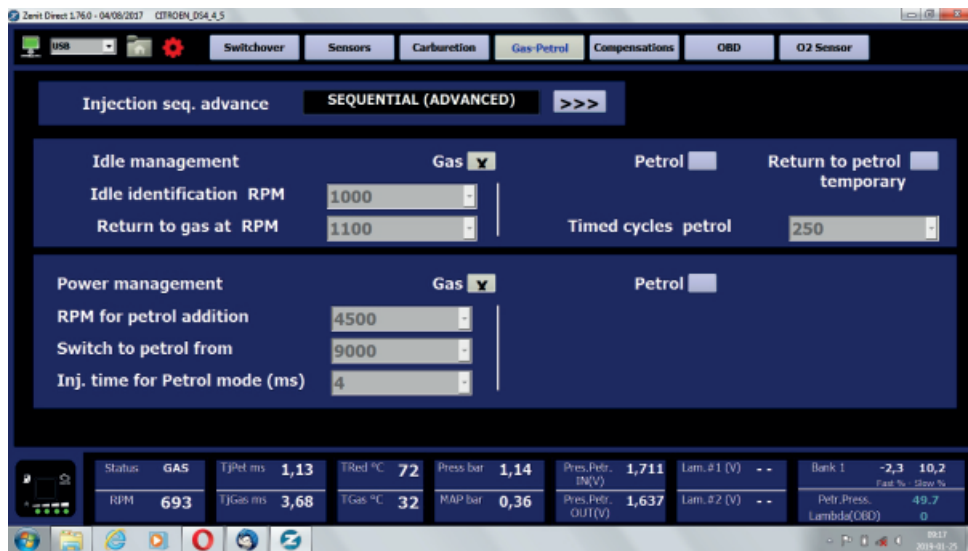 Zenit Direct 1.76.0 - 04/08/2017 CITROEN_DS4_4_5
USB Switchover Sensors Carburetion Gas-Petrol Compensations OBD O2 Sensor
Injection seq. advance SEQUENTIAL (ADVANCED) >>>
Idle management Gas Petrol Return to petrol
temporary
Idle identification RPM 1000
Return to gas at RPM 1100 Timed cycles petrol 250
Power management Gas Petrol
RPM for petrol addition 4500
Switch to petrol from 9000
Inj. time for Petrol mode (ms) 4
Status GAS TjPet ms 1,13 TRed °C 72 Press bar 1,14 Pres.Petr. IN(V) 1,711 Lam.#1 (V) -- Bank 1 -2,3 10,2
Fast % - Slow %
RPM 693 TjGas ms 3,68 TGas °C 32 MAP bar 0,36 Pres.Petr. OUT(V) 1,637 Lam.#2 (V) -- Petr.Press. 49.7
Lambda(OBD) 0
09:17
2019-01-25